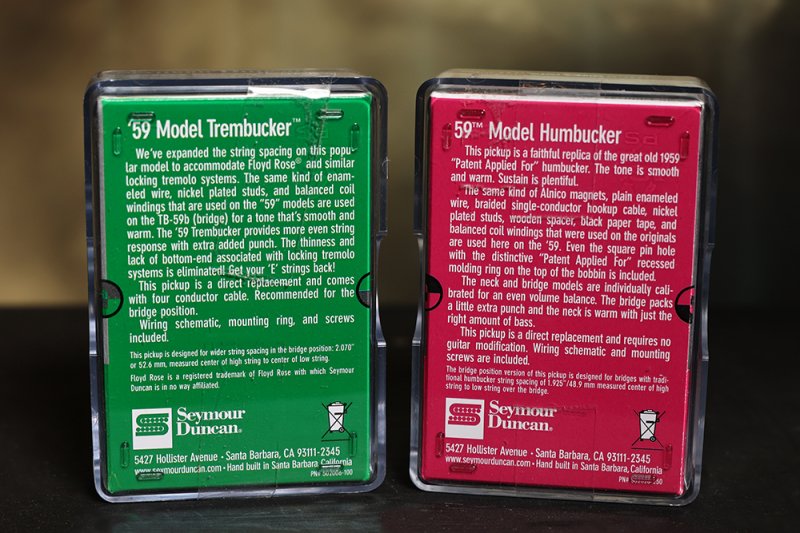 '59 Model Trembucker™
We've expanded the string spacing on this popu-
lar model to accommodate Floyd Rose® and similar
locking tremolo systems. The same kind of enam-
eled wire, nickel plated studs, and balanced coil
windings that are used on the "59" models are used
on the TB-59b (bridge) for a tone that's smooth and
warm. The '59 Trembucker provides more even string
response with extra added punch. The thinness and
lack of bottom-end associated with locking tremolo
systems is eliminated! Get your 'E' strings back!
This pickup is a direct replacement and comes
with four conductor cable. Recommended for the
bridge position.
Wiring schematic, mounting ring, and screws
included.
This pickup is designed for wider string spacing in the bridge position: 2.070"
or 52.6 mm, measured center of high string to center of low string.
Floyd Rose is a registered trademark of Floyd Rose with which Seymour
Duncan is in no way affiliated.
Seymour
Duncan®
5427 Hollister Avenue • Santa Barbara, CA 93111-2345
www.seymourduncan.com • Hand built in Santa Barbara, California
PN# 502006-100
59™ Model Humbucker
This pickup is a faithful replica of the great old 1959
"Patent Applied For" humbucker. The tone is smooth
and warm. Sustain is plentiful.
The same kind of Alnico magnets, plain enameled
wire, braided single-conductor hookup cable, nickel
plated studs, wooden spacer, black paper tape, and
balanced coil windings that were used on the originals
are used here on the '59. Even the square pin hole
with the distinctive "Patent Applied For" recessed
molding ring on the top of the bobbin is included.
The neck and bridge models are individually cali-
brated for an even volume balance. The bridge packs
a little extra punch and the neck is warm with just the
right amount of bass.
This pickup is a direct replacement and requires no
guitar modification. Wiring schematic and mounting
screws are included.
The bridge position version of this pickup is designed for bridges with tradi-
tional humbucker string spacing of 1.925"/48.9 mm measured center of high
string to low string over the bridge.
Seymour
Duncan®
5427 Hollister Avenue • Santa Barbara, CA 93111-2345
www.seymourduncan.com • Hand built in Santa Barbara, California
PN#